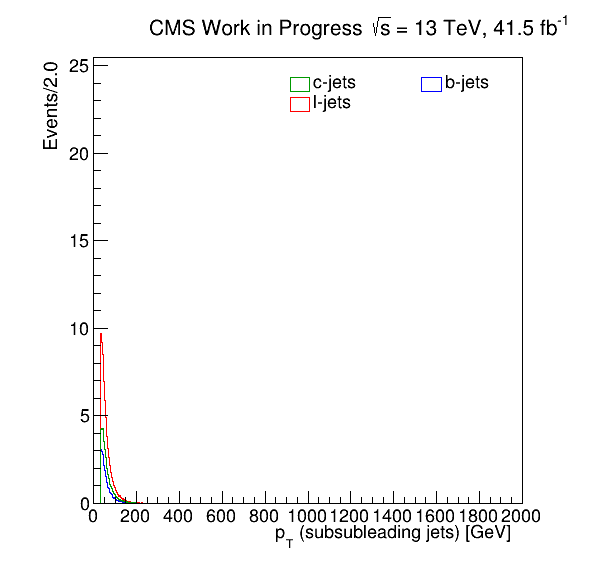 CMS Work in Progress √s = 13 TeV, 41.5 fb⁻¹
Events/2.0
c-jets b-jets
l-jets
25
20
15
10
5
0
0 200 400 600 800 1000 1200 1400 1600 1800 2000
p_T (subsubleading jets) [GeV]